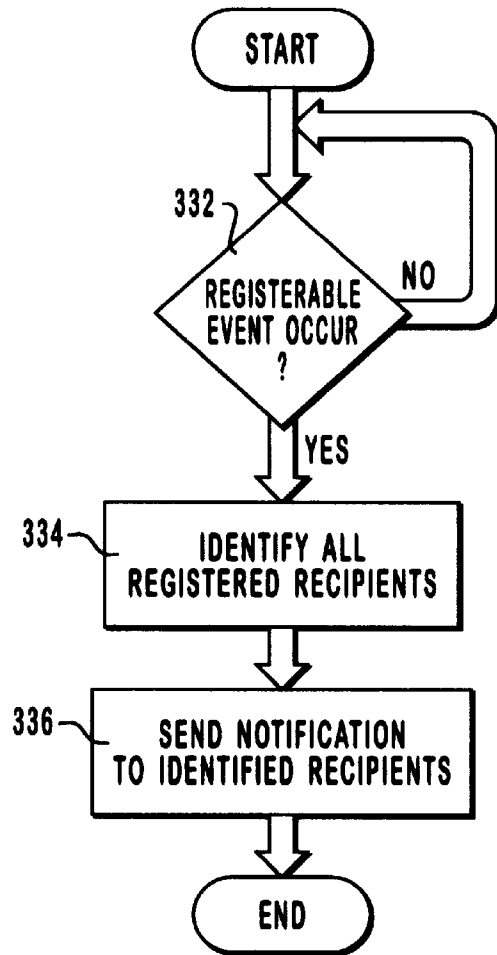 START
332
REGISTERABLE
EVENT OCCUR
?
NO
YES
334
IDENTIFY ALL
REGISTERED RECIPIENTS
336
SEND NOTIFICATION
TO IDENTIFIED RECIPIENTS
END